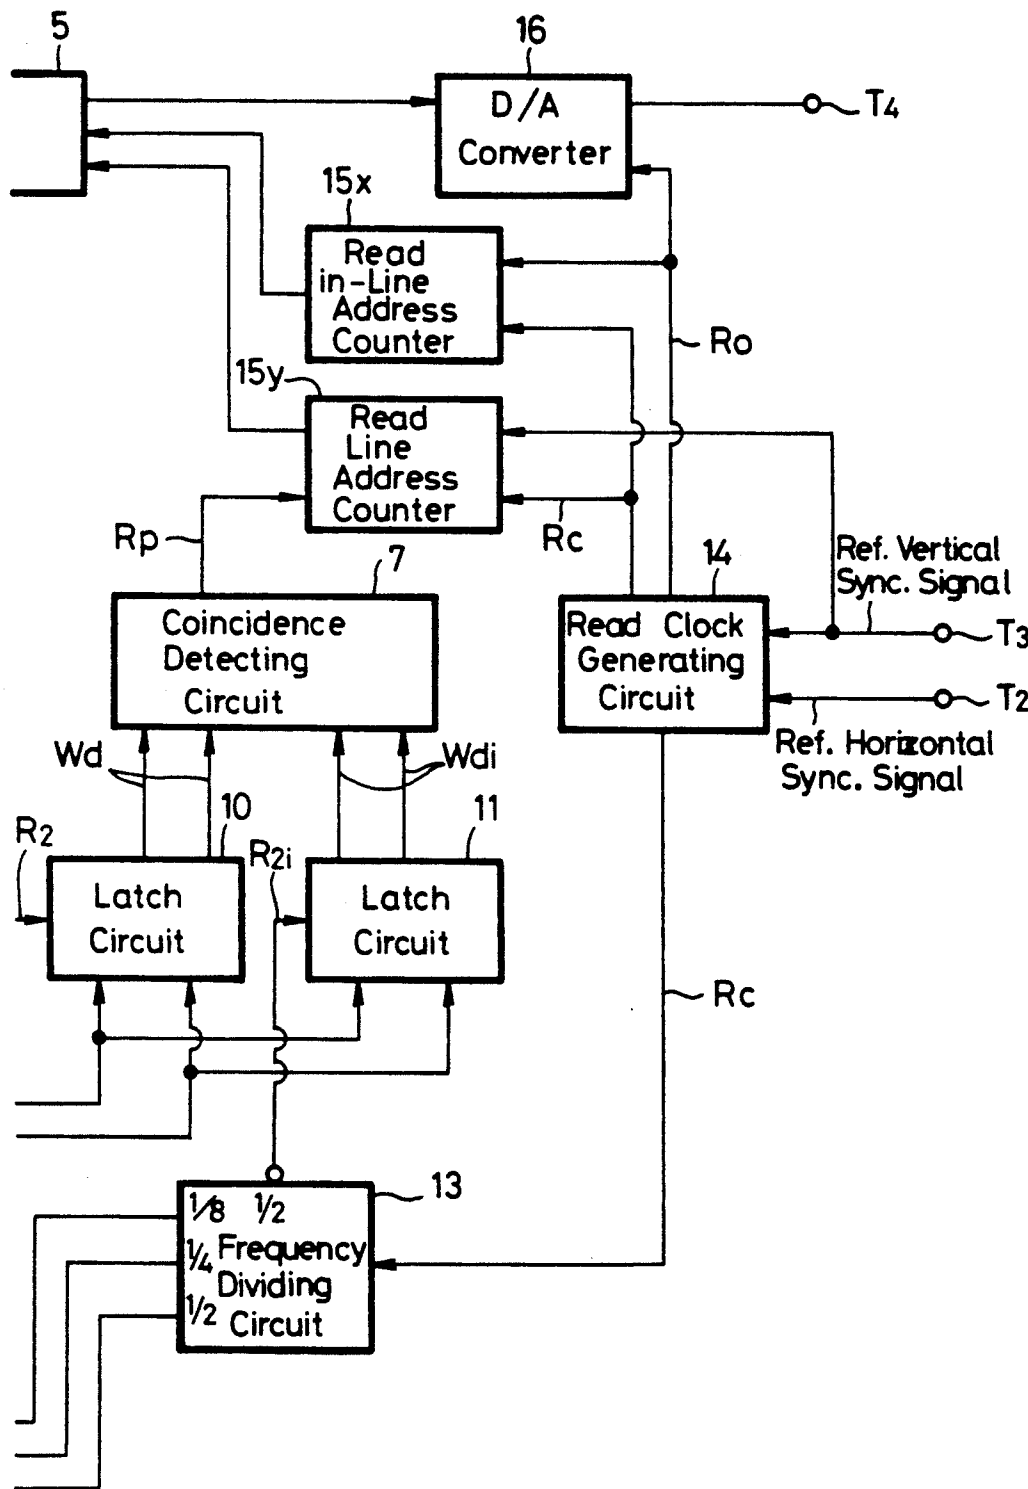 5
16
D/A
Converter
T4
15x
Read
in-Line
Address
Counter
Ro
15y
Read
Line
Address
Counter
Rp
Rc
7
14
Ref. Vertical
Sync. Signal
Coincidence
Detecting
Circuit
Read Clock
Generating
Circuit
T3
T2
Ref. Horizontal
Sync. Signal
Wd
Wdi
10
11
R2
R2i
Latch
Circuit
Latch
Circuit
Rc
13
1/8 1/2
1/4 Frequency
Dividing
1/2 Circuit